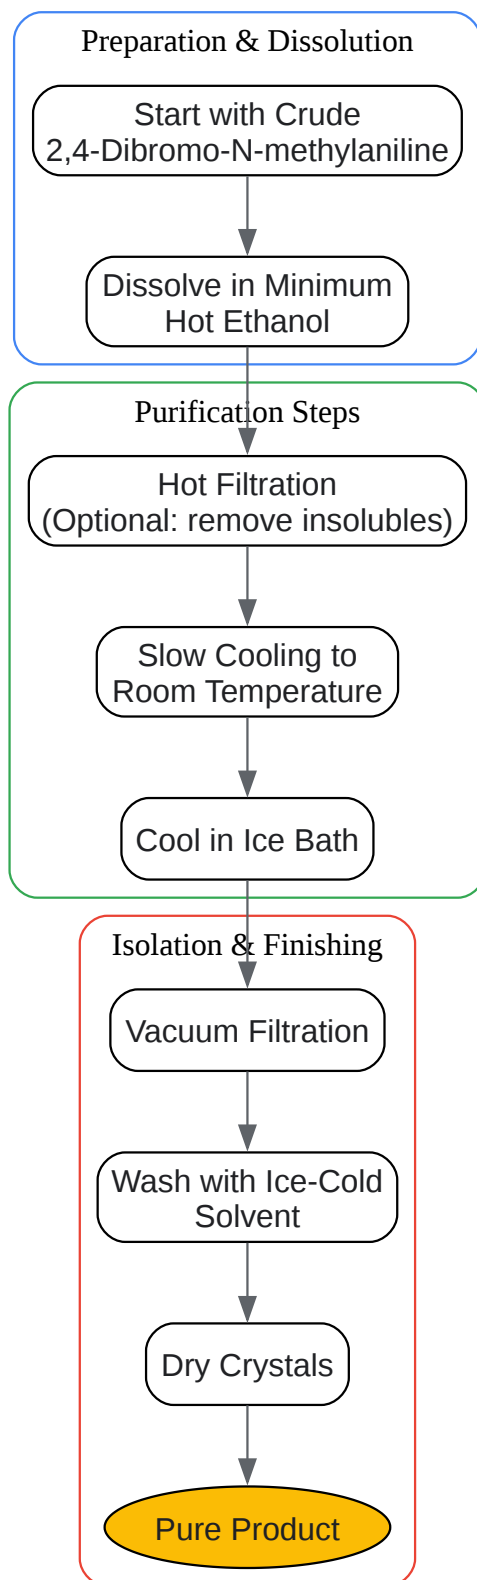 Preparation & Dissolution
Start with Crude
2,4-Dibromo-N-methylaniline
Dissolve in Minimum
Hot Ethanol
Purification Steps
Hot Filtration
(Optional: remove insolubles)
Slow Cooling to
Room Temperature
Cool in Ice Bath
Isolation & Finishing
Vacuum Filtration
Wash with Ice-Cold
Solvent
Dry Crystals
Pure Product